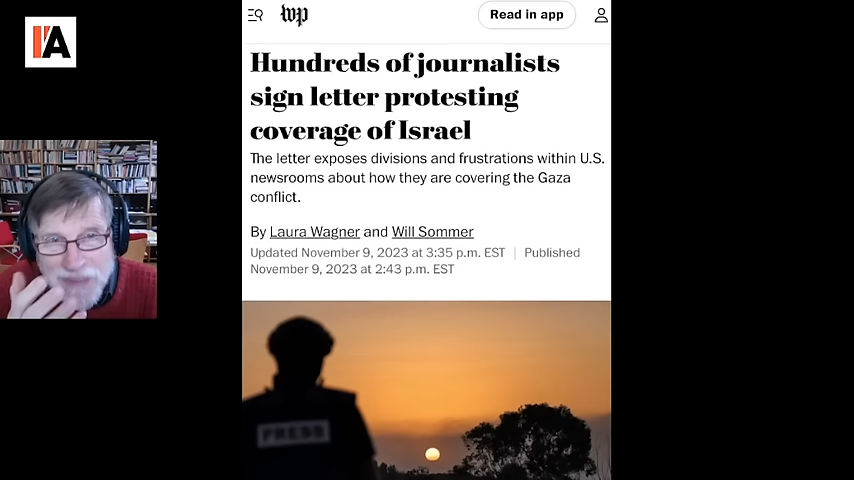 IA
wp
Read in app
Hundreds of journalists
sign letter protesting
coverage of Israel
The letter exposes divisions and frustrations within U.S.
newsrooms about how they are covering the Gaza
conflict.
By Laura Wagner and Will Sommer
Updated November 9, 2023 at 3:35 p.m. EST | Published
November 9, 2023 at 2:43 p.m. EST
PRESS